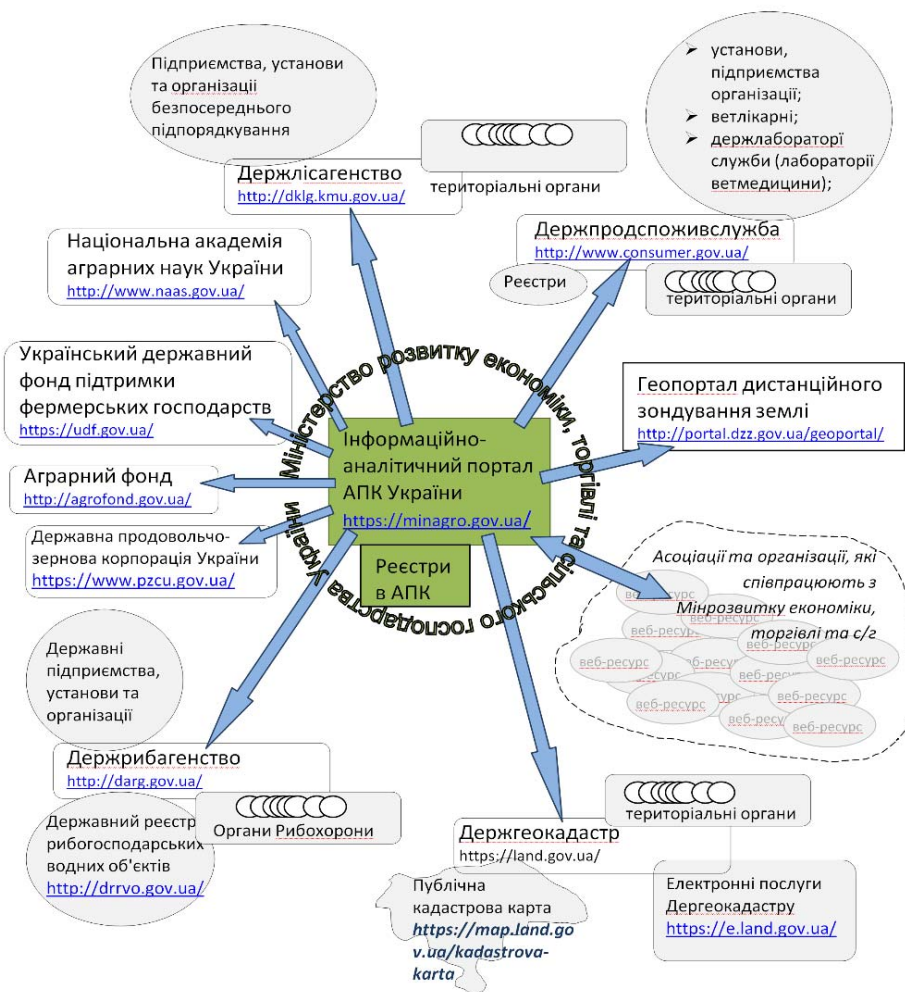 Підприємства, установи
та організації
безпосереднього
підпорядкування
територіальні органи
Держлісагенство
http://dklg.kmu.gov.ua/
➢ установи,
підприємства
організації;
➢ ветлікарні;
➢ держлабораторї
служби (лабораторії
ветмедицини);
Держпродспоживслужба
http://www.consumer.gov.ua/
Реєстри
територіальні органи
Національна академія
аграрних наук України
http://www.naas.gov.ua/
Український державний
фонд підтримки
фермерських господарств
https://udf.gov.ua/
Аграрний фонд
http://agrofond.gov.ua/
Державна продовольчо-
зернова корпорація України
https://www.pzcu.gov.ua/
Міністерство розвитку економіки, торгівлі та сільського господарства України
Інформаційно-
аналітичний портал
АПК України
https://minagro.gov.ua/
Реєстри
в АПК
Геопортал дистанційного
зондування землі
http://portal.dzz.gov.ua/geoportal/
Асоціації та організації, які
співпрацюють з
Мінрозвитку економіки,
торгівлі та с/г
веб-ресурс
веб-ресурс
веб-ресурс
веб-ресурс
веб-ресурс
веб-ресурс
веб-ресурс
веб-ресурс
веб-ресурс
веб-ресурс
веб-ресурс
веб-ресурс
Державні
підприємства,
установи та
організації
Держрибагенство
http://darg.gov.ua/
Органи Рибохорони
Державний реєстр
рибогосподарських
водних об'єктів
http://drrvo.gov.ua/
територіальні органи
Держгеокадастр
https://land.gov.ua/
Публічна
кадастрова карта
https://map.land.go
v.ua/kadastrova-
karta
Електронні послуги
Дергеокадастру
https://e.land.gov.ua/